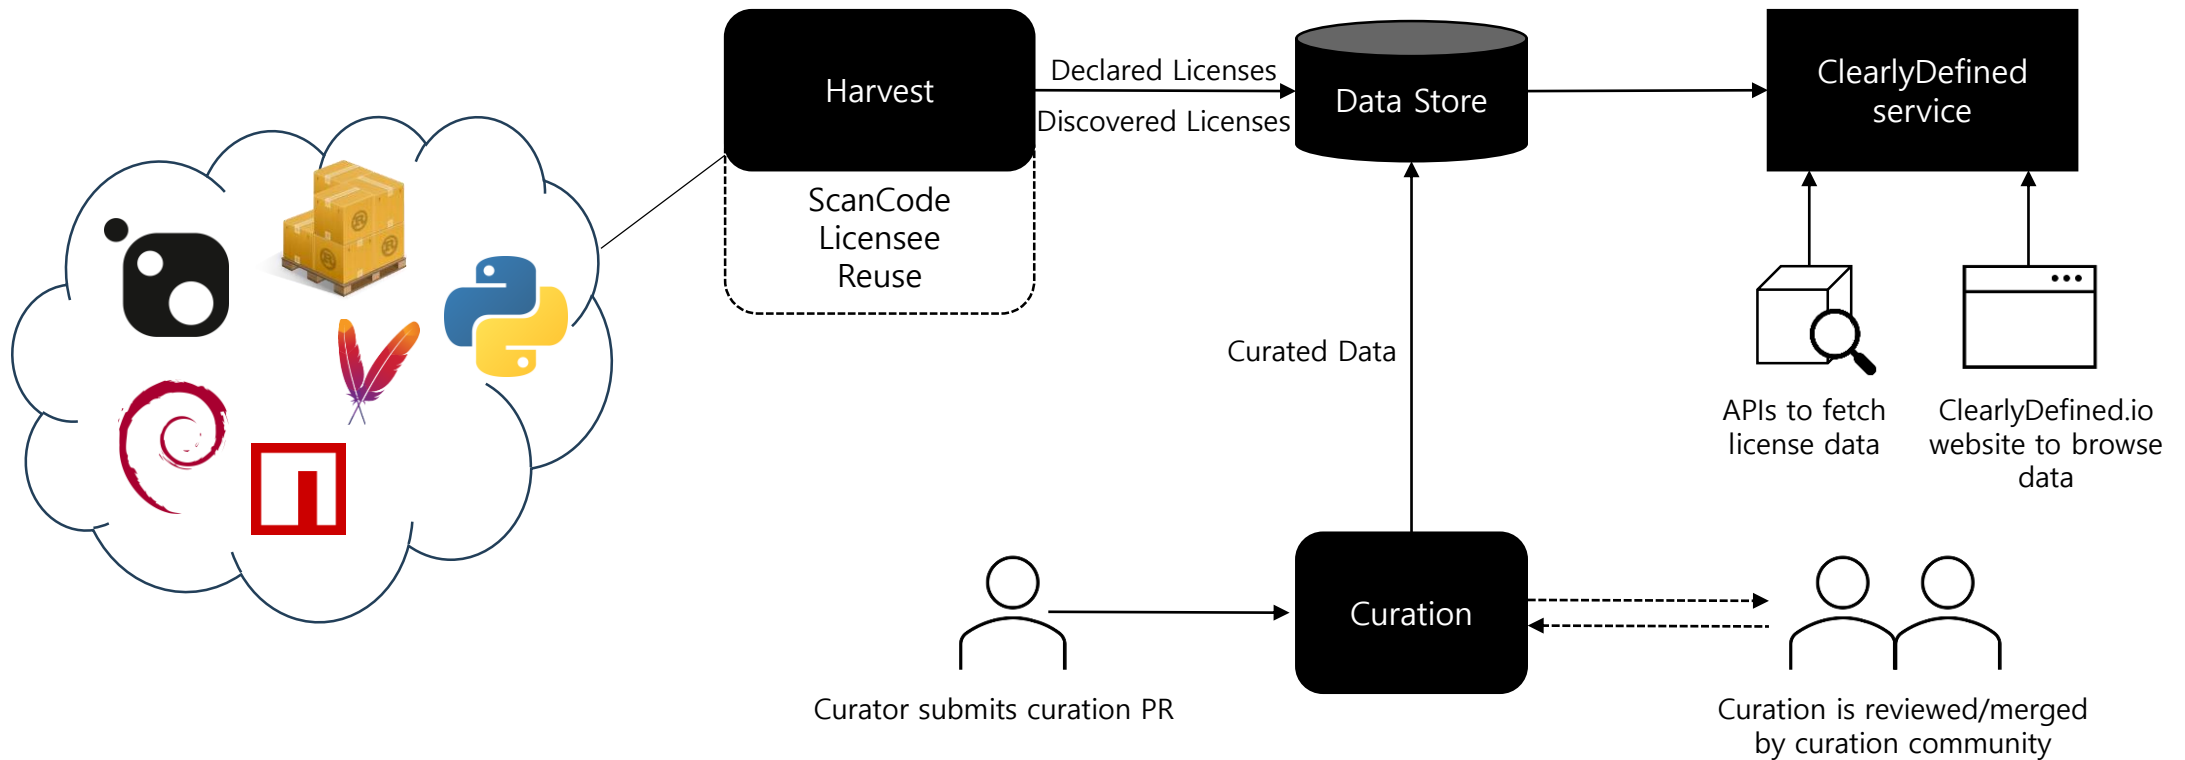 Harvest
ScanCode
Licensee
Reuse
Declared Licenses
Discovered Licenses
Data Store
ClearlyDefined
service
APIs to fetch
license data
ClearlyDefined.io
website to browse
data
Curated Data
Curation
Curator submits curation PR
Curation is reviewed/merged
by curation community